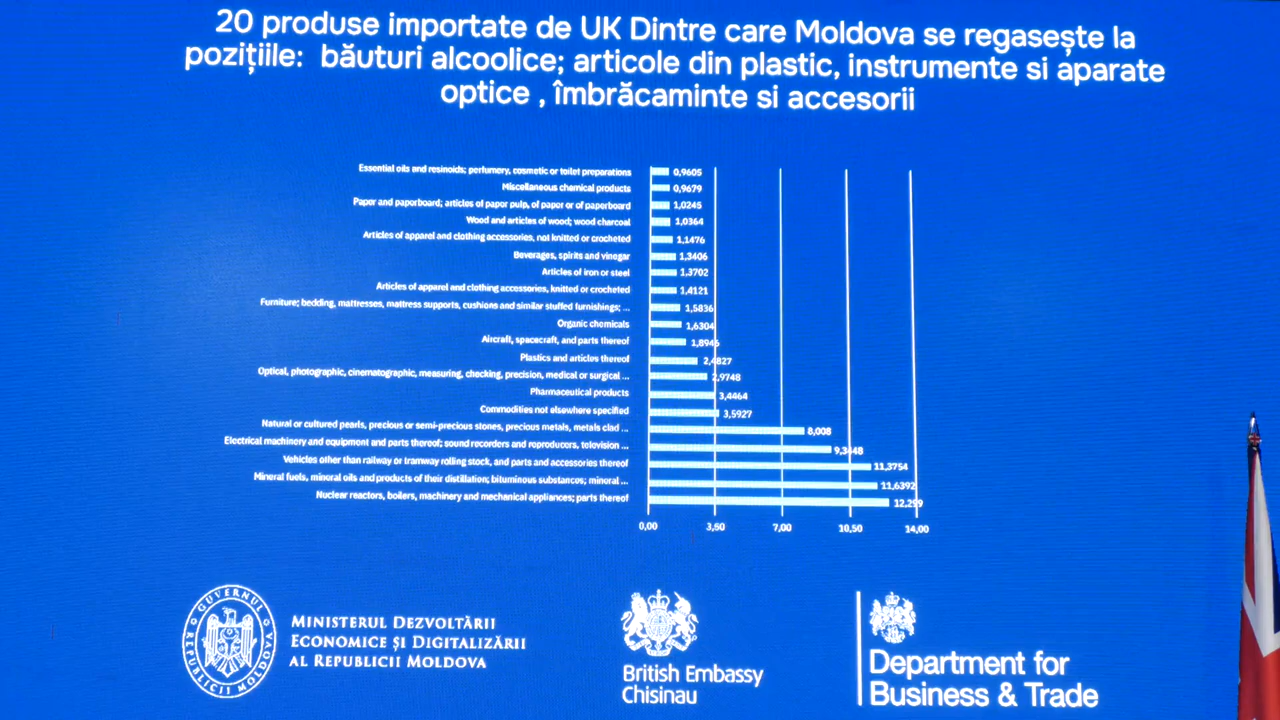 20 produse importate de UK Dintre care Moldova se regasește la
pozițiile: băuturi alcoolice; articole din plastic, instrumente si aparate
optice , îmbrăcaminte si accesorii
Essential oils and resinoids; perfumery, cosmetic or toilet preparations 0,9605
Miscellaneous chemical products 0,9679
Paper and paperboard; articles of paper pulp, of paper or of paperboard 1,0245
Wood and articles of wood; wood charcoal 1,0364
Articles of apparel and clothing accessories, not knitted or crocheted 1,1476
Beverages, spirits and vinegar 1,3406
Articles of iron or steel 1,3702
Articles of apparel and clothing accessories, knitted or crocheted 1,4121
Furniture; bedding, mattresses, mattress supports, cushions and similar stuffed furnishings; ... 1,5836
Organic chemicals 1,6304
Aircraft, spacecraft, and parts thereof 1,8946
Plastics and articles thereof 2,4827
Optical, photographic, cinematographic, measuring, checking, precision, medical or surgical ... 2,9748
Pharmaceutical products 3,4464
Commodities not elsewhere specified 3,5927
Natural or cultured pearls, precious or semi-precious stones, precious metals, metals clad ... 8,008
Electrical machinery and equipment and parts thereof; sound recorders and reproducers, television ... 9,3448
Vehicles other than railway or tramway rolling stock, and parts and accessories thereof 11,3754
Mineral fuels, mineral oils and products of their distillation; bituminous substances; mineral ... 11,6392
Nuclear reactors, boilers, machinery and mechanical appliances; parts thereof 12,299
0,00 3,50 7,00 10,50 14,00
GUVERNUL REPUBLICII MOLDOVA
MINISTERUL DEZVOLTĂRII
ECONOMICE ȘI DIGITALIZĂRII
AL REPUBLICII MOLDOVA
British Embassy
Chisinau
Department for
Business & Trade